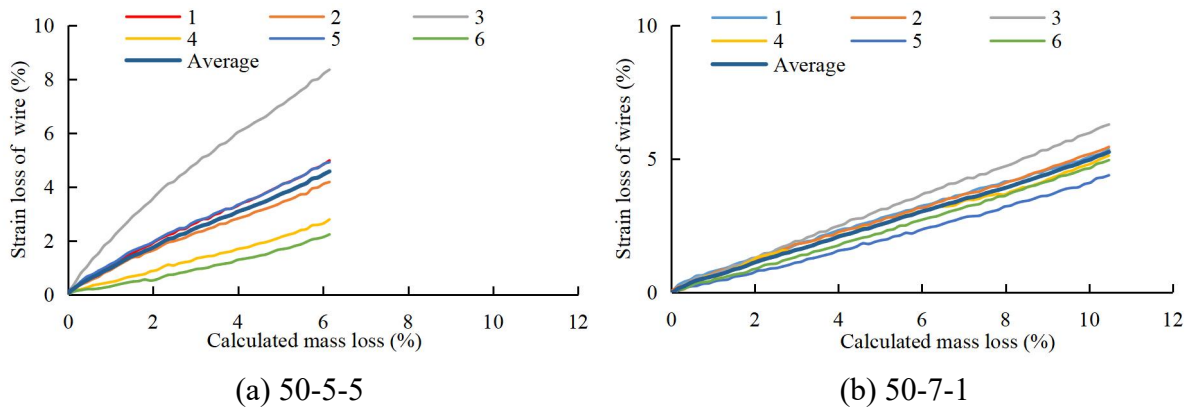 10
8
6
4
2
0
Strain loss of wire (%)
1 2 3
4 5 6
Average
0 2 4 6 8 10 12
Calculated mass loss (%)
(a) 50-5-5
10
5
0
Strain loss of wires (%)
1 2 3
4 5 6
Average
0 2 4 6 8 10 12
Calculated mass loss (%)
(b) 50-7-1